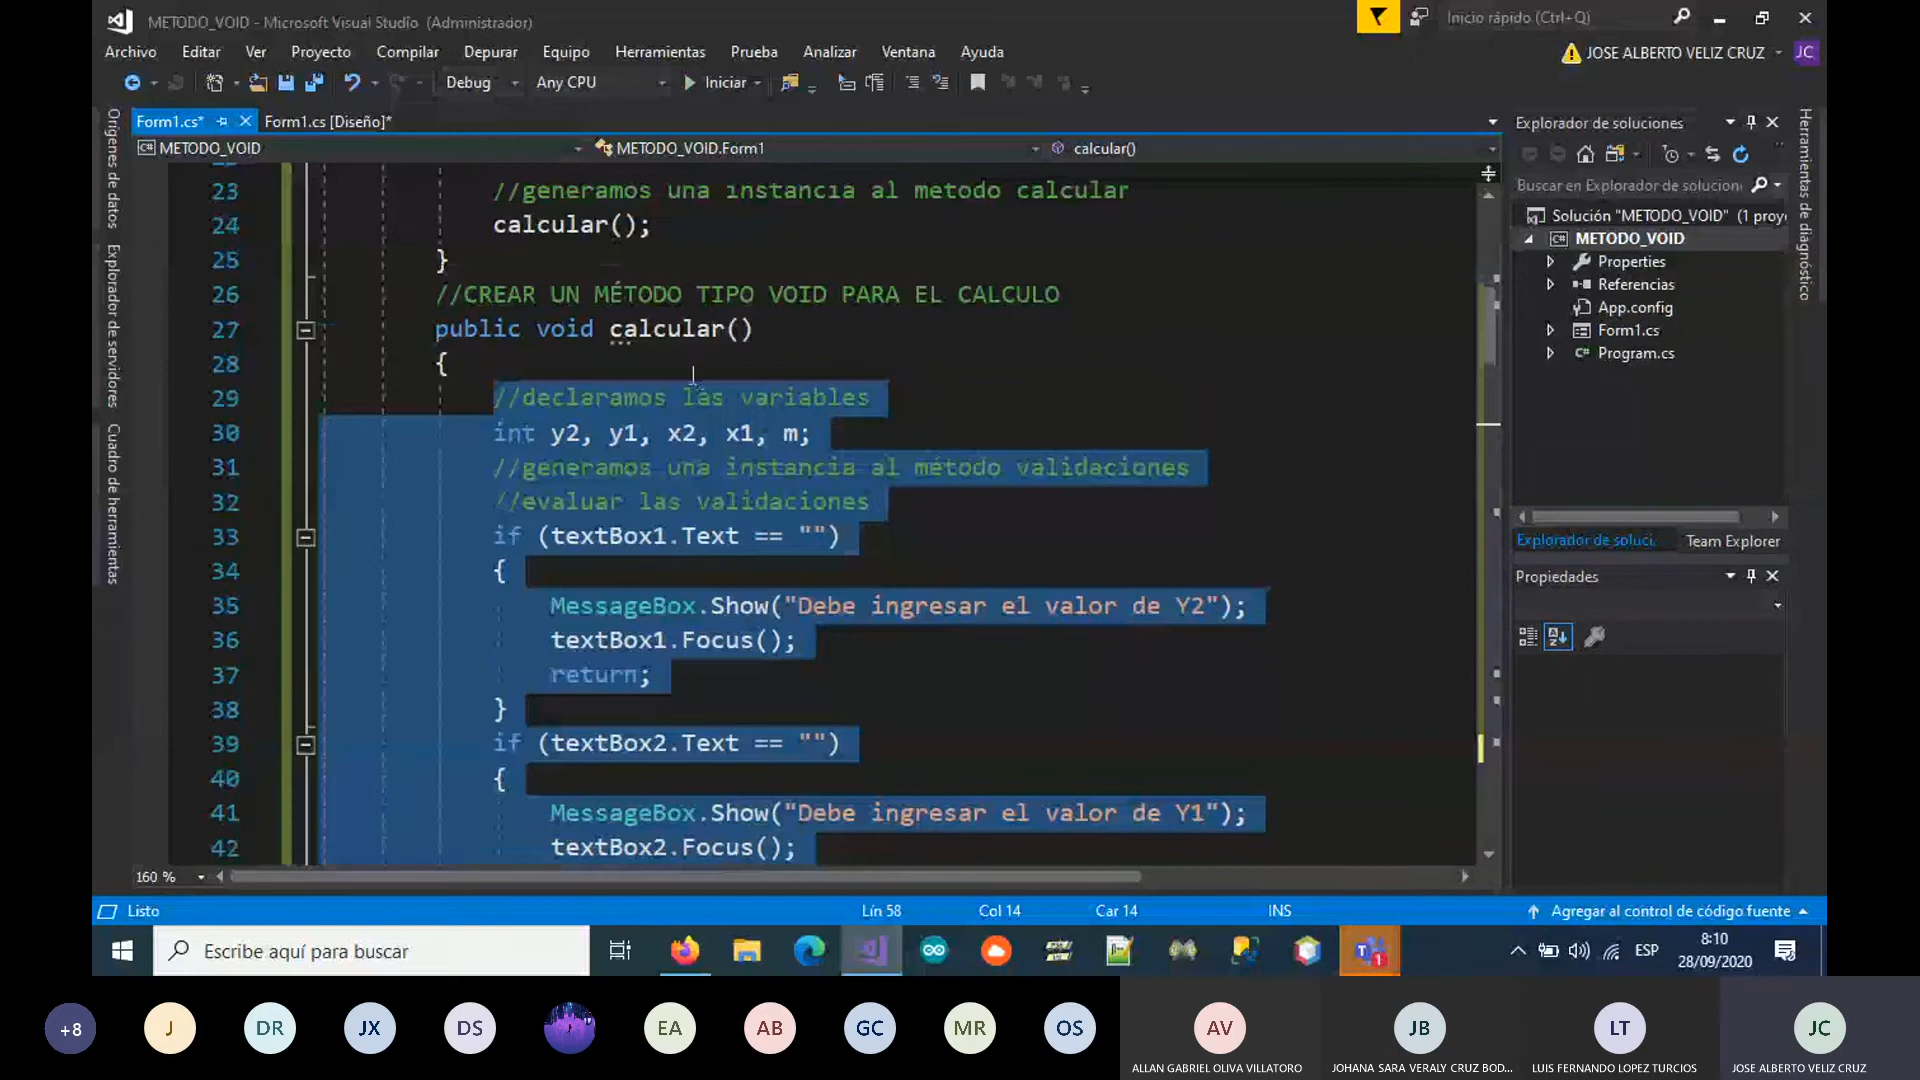 METODO_VOID - Microsoft Visual Studio (Administrador)
Inicio rápido (Ctrl+Q)
Archivo Editar Ver Proyecto Compilar Depurar Equipo Herramientas Prueba Analizar Ventana Ayuda
JOSE ALBERTO VELIZ CRUZ JC
Debug Any CPU Iniciar
Form1.cs* Form1.cs [Diseño]*
METODO_VOID METODO_VOID.Form1 calcular()
Orígenes de datos
Explorador de servidores
Cuadro de herramientas
23 //generamos una instancia al metodo calcular
24 calcular();
25 }
26 //CREAR UN MÉTODO TIPO VOID PARA EL CALCULO
27 public void calcular()
28 {
29 //declaramos las variables
30 int y2, y1, x2, x1, m;
31 //generamos una instancia al método validaciones
32 //evaluar las validaciones
33 if (textBox1.Text == "")
34 {
35 MessageBox.Show("Debe ingresar el valor de Y2");
36 textBox1.Focus();
37 return;
38 }
39 if (textBox2.Text == "")
40 {
41 MessageBox.Show("Debe ingresar el valor de Y1");
42 textBox2.Focus();
160 %
Explorador de soluciones
Buscar en Explorador de solucion
Solución "METODO_VOID" (1 proye
METODO_VOID
Properties
Referencias
App.config
Form1.cs
Program.cs
Explorador de soluci... Team Explorer
Propiedades
Herramientas de diagnóstico
Listo Lín 58 Col 14 Car 14 INS Agregar al control de código fuente
Escribe aquí para buscar
1
ESP
8:10
28/09/2020
+8 J DR JX DS EA AB GC MR OS AV JB LT JC
ALLAN GABRIEL OLIVA VILLATORO JOHANA SARA VERALY CRUZ BOD... LUIS FERNANDO LOPEZ TURCIOS JOSE ALBERTO VELIZ CRUZ